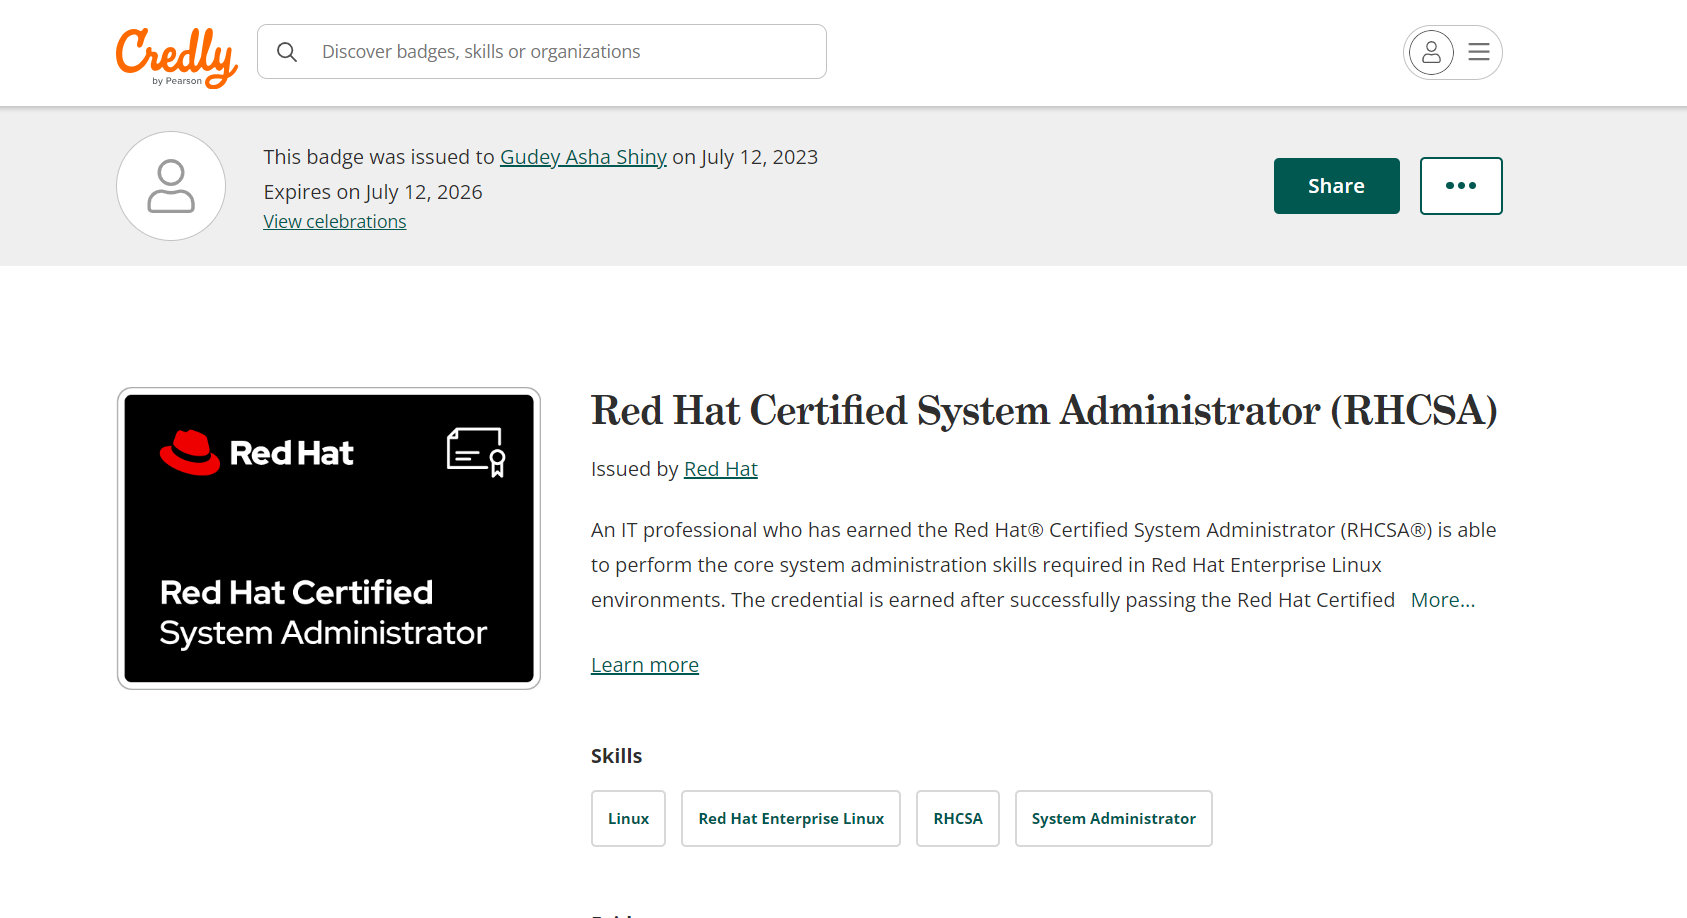 Credly
by Pearson
Discover badges, skills or organizations
This badge was issued to Gudey Asha Shiny on July 12, 2023
Expires on July 12, 2026
View celebrations
Share
Red Hat
Red Hat Certified
System Administrator
Red Hat Certified System Administrator (RHCSA)
Issued by Red Hat
An IT professional who has earned the Red Hat® Certified System Administrator (RHCSA®) is able
to perform the core system administration skills required in Red Hat Enterprise Linux
environments. The credential is earned after successfully passing the Red Hat Certified More...
Learn more
Skills
Linux
Red Hat Enterprise Linux
RHCSA
System Administrator